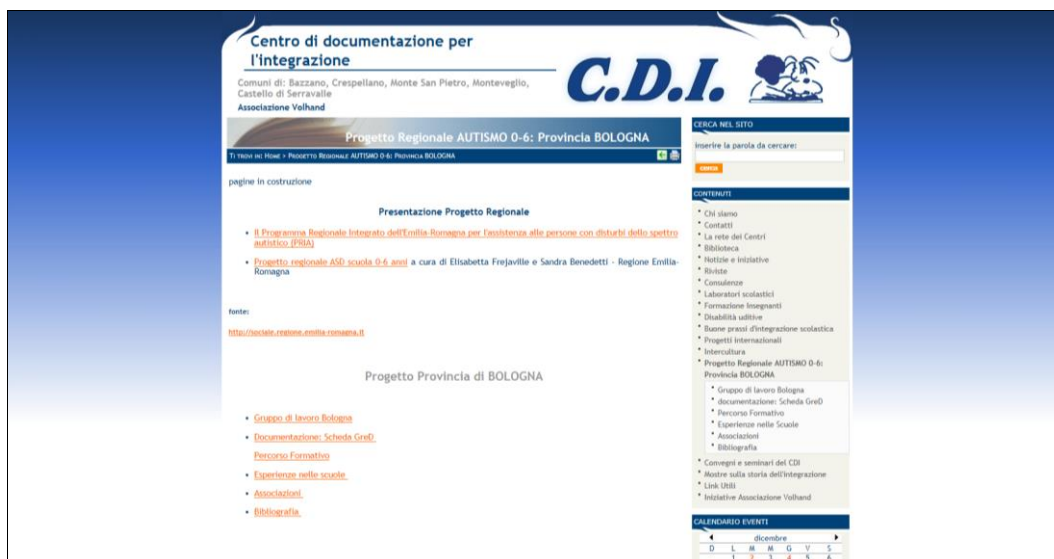 Centro di documentazione per
l'integrazione
Comuni di: Bazzano, Crespellano, Monte San Pietro, Monteveglio,
Castello di Serravalle
Associazione Volhand
C.D.I.
Progetto Regionale AUTISMO 0-6: Provincia BOLOGNA
Ti trovi in: Home > Progetto Regionale AUTISMO 0-6: Provincia BOLOGNA
pagine in costruzione
Presentazione Progetto Regionale
• Il Programma Regionale Integrato dell'Emilia-Romagna per l'assistenza alle persone con disturbi dello spettro
autistico (PRIA)
• Progetto regionale ASD scuola 0-6 anni a cura di Elisabetta Frejaville e Sandra Benedetti - Regione Emilia-
Romagna
fonte:
http://sociale.regione.emilia-romagna.it
Progetto Provincia di BOLOGNA
• Gruppo di lavoro Bologna
• Documentazione: Scheda GreD
Percorso Formativo
• Esperienze nelle scuole
• Associazioni
• Bibliografia
CERCA NEL SITO
inserire la parola da cercare:
cerca
CONTENUTI
Chi siamo
Contatti
La rete dei Centri
Biblioteca
Notizie e iniziative
Riviste
Consulenze
Laboratori scolastici
Formazione Insegnanti
Disabilità uditive
Buone prassi d'integrazione scolastica
Progetti internazionali
Intercultura
Progetto Regionale AUTISMO 0-6:
Provincia BOLOGNA
Gruppo di lavoro Bologna
documentazione: Scheda GreD
Percorso Formativo
Esperienze nelle Scuole
Associazioni
Bibliografia
Convegni e seminari del CDI
Mostre sulla storia dell'integrazione
Link Utili
Iniziative Associazione Volhand
CALENDARIO EVENTI
dicembre
D L M M G V S
1 2 3 4 5 6